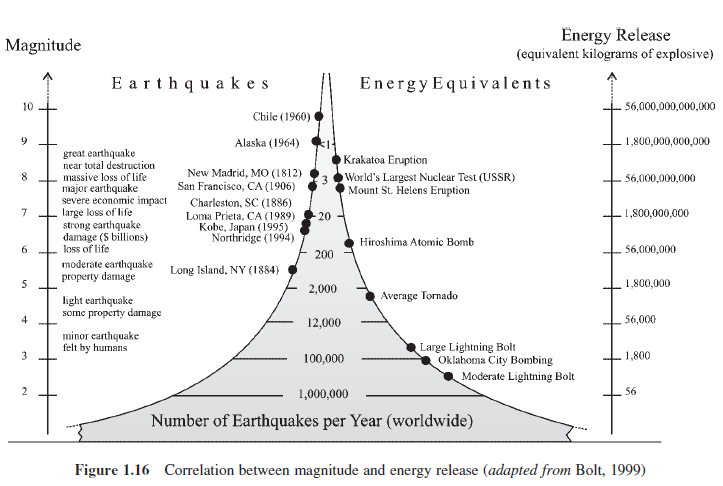 Magnitude
Energy Release
(equivalent kilograms of explosive)
Earthquakes
Energy Equivalents
10
9
8
7
6
5
4
3
2
great earthquake
near total destruction
massive loss of life
major earthquake
severe economic impact
large loss of life
strong earthquake
damage ($ billions)
loss of life
moderate earthquake
property damage
light earthquake
some property damage
minor earthquake
felt by humans
Chile (1960)
Alaska (1964)
New Madrid, MO (1812)
San Francisco, CA (1906)
Charleston, SC (1886)
Loma Prieta, CA (1989)
Kobe, Japan (1995)
Northridge (1994)
Long Island, NY (1884)
<1
3
20
200
2,000
12,000
100,000
1,000,000
Krakatoa Eruption
World's Largest Nuclear Test (USSR)
Mount St. Helens Eruption
Hiroshima Atomic Bomb
Average Tornado
Large Lightning Bolt
Oklahoma City Bombing
Moderate Lightning Bolt
56,000,000,000,000
1,800,000,000,000
56,000,000,000
1,800,000,000
56,000,000
1,800,000
56,000
1,800
56
Number of Earthquakes per Year (worldwide)
Figure 1.16 Correlation between magnitude and energy release (adapted from Bolt, 1999)